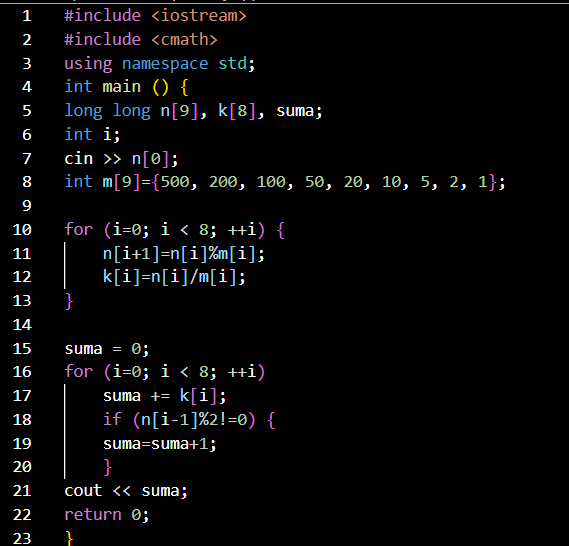 1 #include <iostream>
2 #include <cmath>
3 using namespace std;
4 int main () {
5 long long n[9], k[8], suma;
6 int i;
7 cin >> n[0];
8 int m[9]={500, 200, 100, 50, 20, 10, 5, 2, 1};
9
10 for (i=0; i < 8; ++i) {
11     n[i+1]=n[i]%m[i];
12     k[i]=n[i]/m[i];
13 }
14
15 suma = 0;
16 for (i=0; i < 8; ++i)
17     suma += k[i];
18     if (n[i-1]%2!=0) {
19     suma=suma+1;
20     }
21 cout << suma;
22 return 0;
23 }